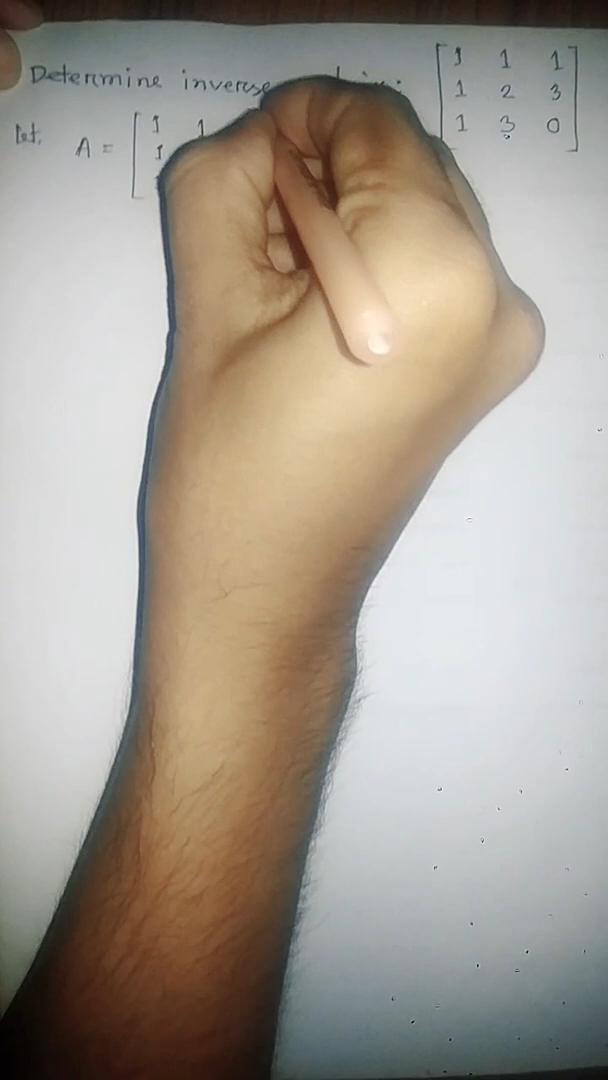 Determine inverse
1 1 1
1 2 3
1 3 0
Let, A = 1 1
1